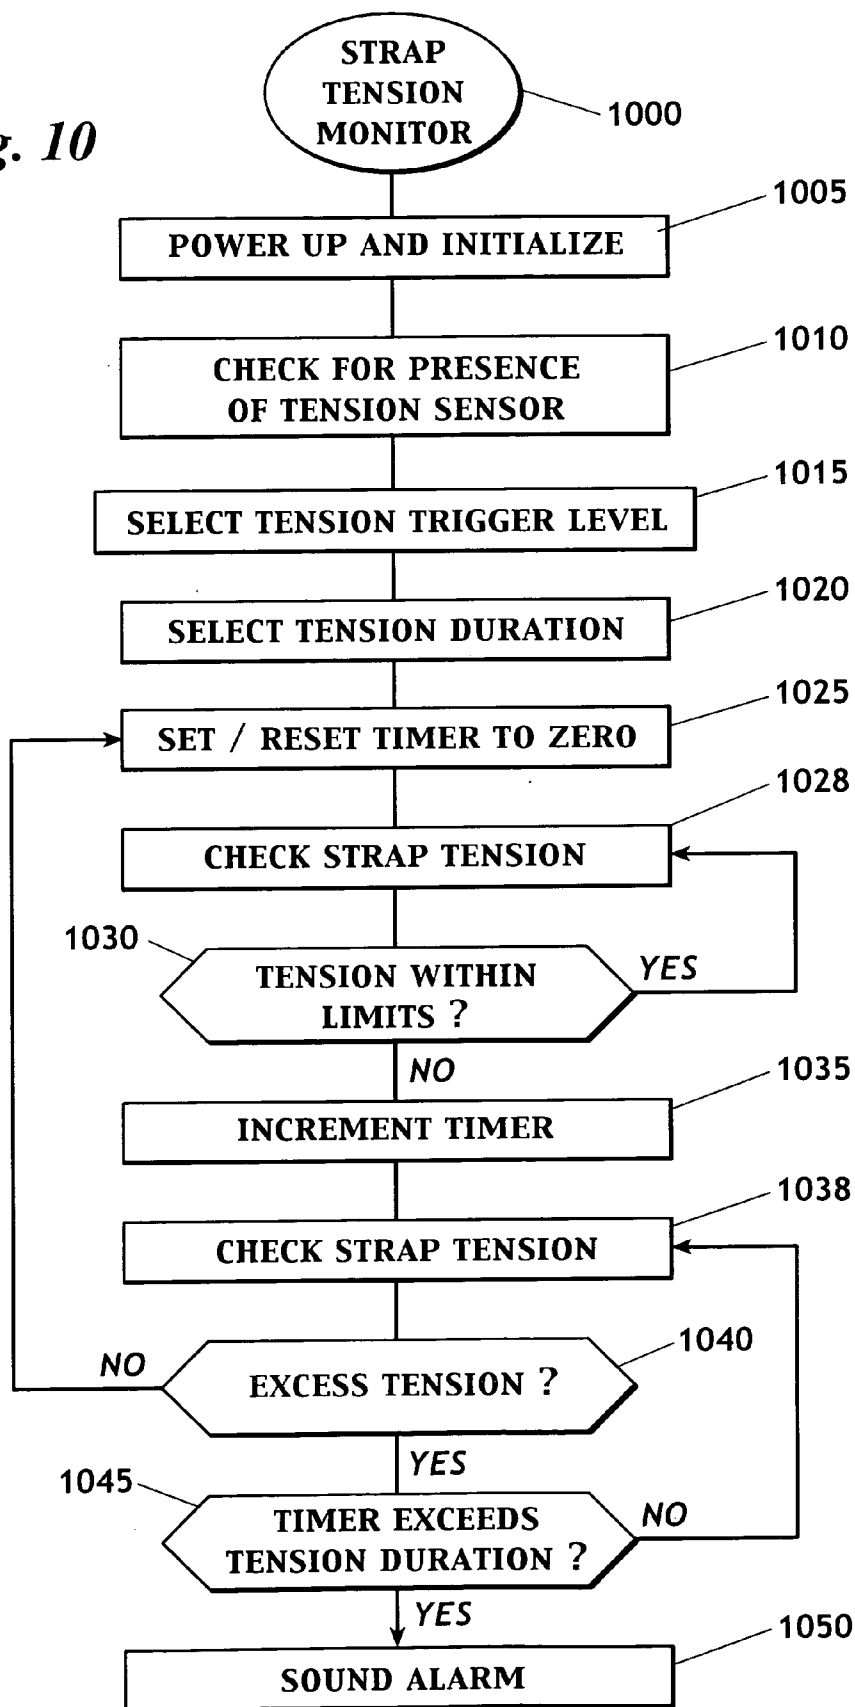 STRAP
TENSION
MONITOR
1000
g. 10
1005
POWER UP AND INITIALIZE
1010
CHECK FOR PRESENCE
OF TENSION SENSOR
1015
SELECT TENSION TRIGGER LEVEL
1020
SELECT TENSION DURATION
1025
SET / RESET TIMER TO ZERO
1028
CHECK STRAP TENSION
1030
TENSION WITHIN
LIMITS ?
YES
NO
1035
INCREMENT TIMER
1038
CHECK STRAP TENSION
1040
NO
EXCESS TENSION ?
YES
1045
TIMER EXCEEDS
TENSION DURATION ?
NO
YES
1050
SOUND ALARM